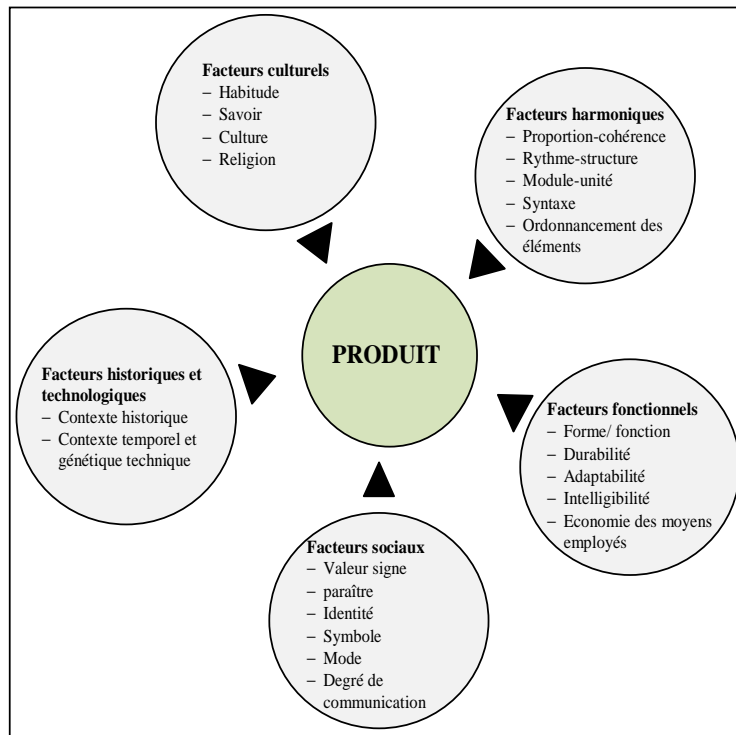 Facteurs culturels
– Habitude
– Savoir
– Culture
– Religion
Facteurs harmoniques
– Proportion-cohérence
– Rythme-structure
– Module-unité
– Syntaxe
– Ordonnancement des
éléments
PRODUIT
Facteurs historiques et
technologiques
– Contexte historique
– Contexte temporel et
génétique technique
Facteurs fonctionnels
– Forme/ fonction
– Durabilité
– Adaptabilité
– Intelligibilité
– Economie des moyens
employés
Facteurs sociaux
– Valeur signe
– paraître
– Identité
– Symbole
– Mode
– Degré de
communication